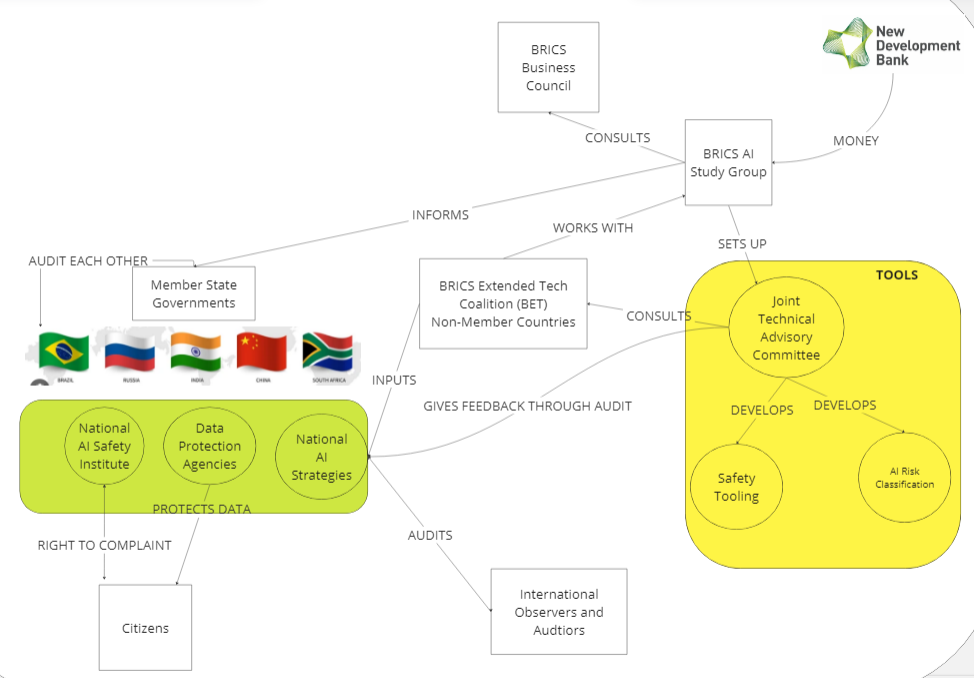 New
Development
Bank
BRICS
Business
Council
CONSULTS
MONEY
BRICS AI
Study Group
INFORMS
WORKS WITH
SETS UP
AUDIT EACH OTHER
Member State
Governments
BRICS Extended Tech
Coalition (BET)
Non-Member Countries
TOOLS
Joint
Technical
Advisory
Committee
CONSULTS
BRAZIL
RUSSIA
INDIA
CHINA
SOUTH AFRICA
INPUTS
GIVES FEEDBACK THROUGH AUDIT
DEVELOPS
DEVELOPS
National
AI Safety
Institute
Data
Protection
Agencies
National
AI
Strategies
Safety
Tooling
AI Risk
Classification
PROTECTS DATA
RIGHT TO COMPLAINT
AUDITS
Citizens
International
Observers and
Audtiors